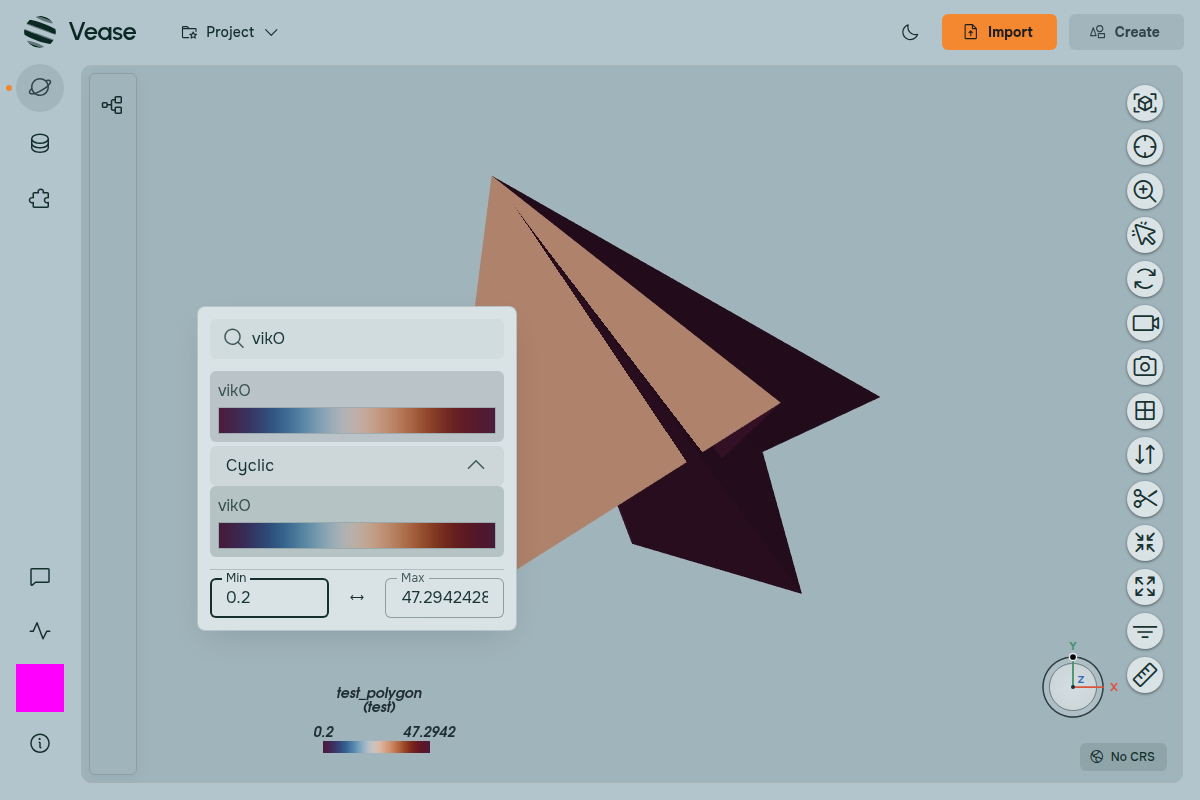 Vease
Project
Import
Create
vikO
vikO
Cyclic
vikO
Min
Max
0.2
47.2942428
test_polygon
(test)
0.2
47.2942
Y
Z
X
No CRS